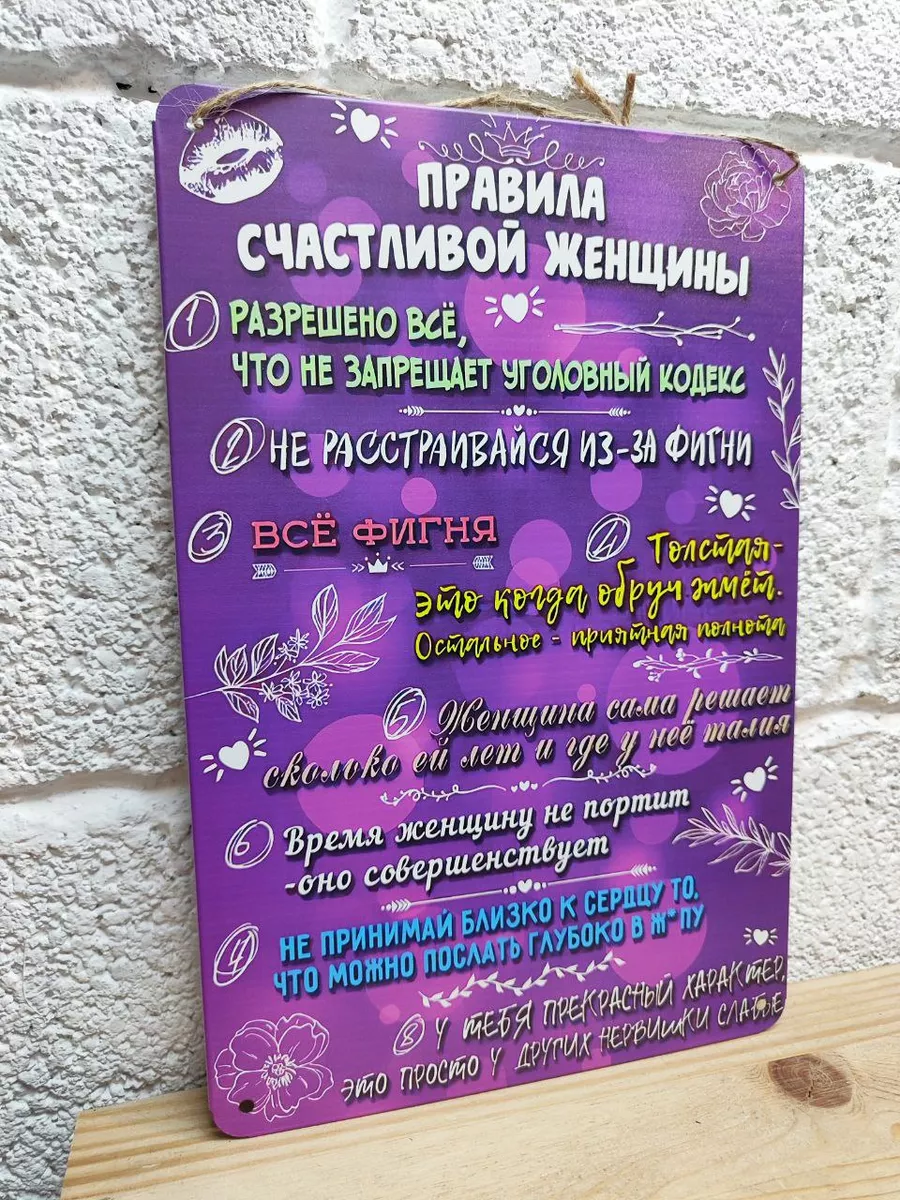 ПРАВИЛА
СЧАСТЛИВОЙ ЖЕНЩИНЫ
1 РАЗРЕШЕНО ВСЁ,
ЧТО НЕ ЗАПРЕЩАЕТ УГОЛОВНЫЙ КОДЕКС
2 НЕ РАССТРАИВАЙСЯ ИЗ-ЗА ФИГНИ
3 ВСЁ ФИГНЯ
4 Толстая-
это когда обруч жмёт.
Остальное - приятная полнота
5 Женщина сама решает
сколько ей лет и где у неё талия
6 Время женщину не портит
-оно совершенствует
7 НЕ ПРИНИМАЙ БЛИЗКО К СЕРДЦУ ТО,
ЧТО МОЖНО ПОСЛАТЬ ГЛУБОКО В Ж*ПУ
8 У ТЕБЯ ПРЕКРАСНЫЙ ХАРАКТЕР,
ЭТО ПРОСТО У ДРУГИХ НЕРВИШКИ СЛАБЫЕ